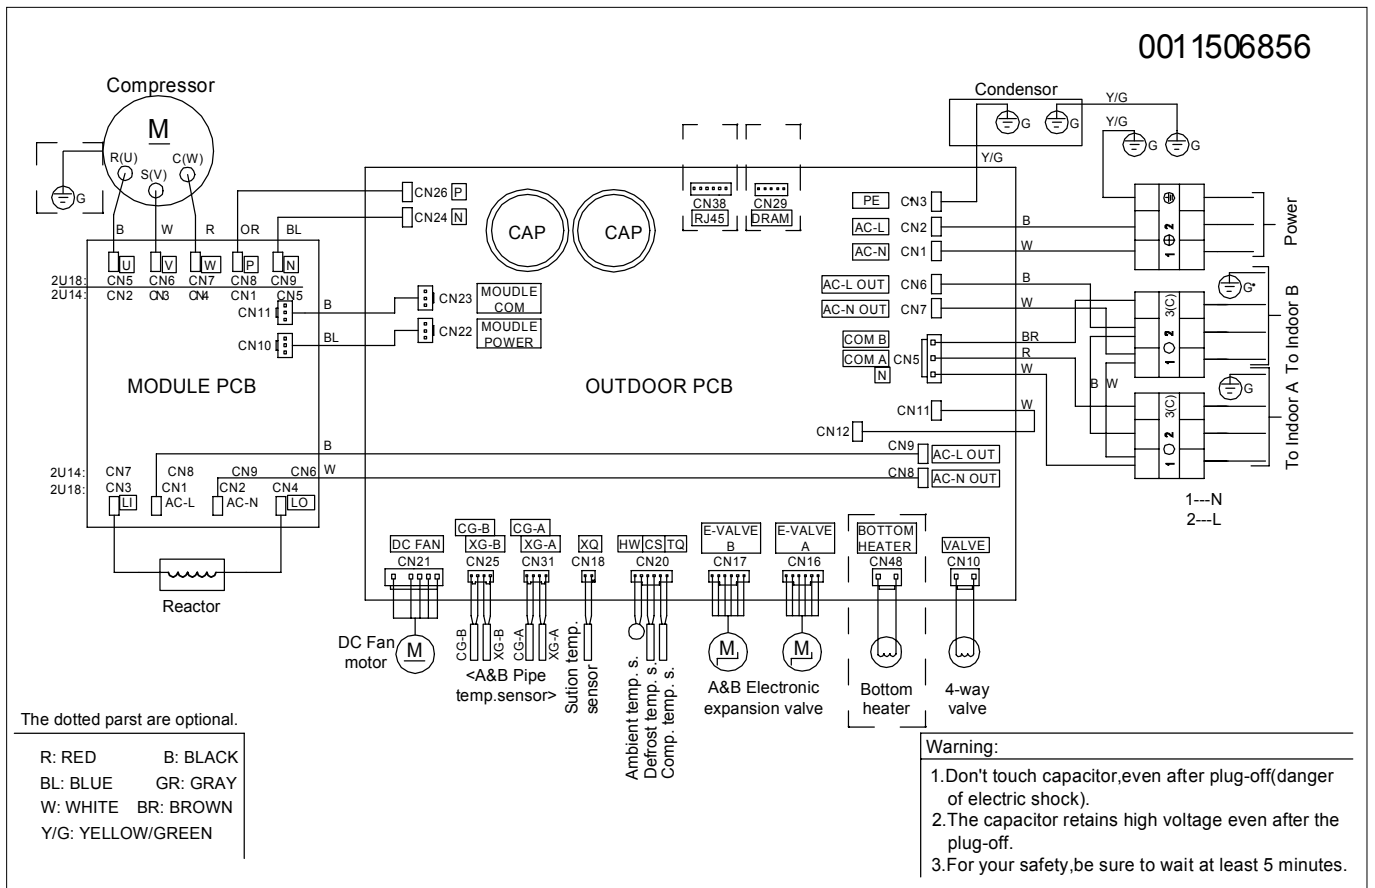 0011506856
Compressor
M
R(U)
S(V)
C(W)
G
B W R OR BL
U V W P N
2U18: CN5 CN6 CN7 CN8 CN9
2U14: CN2 CN3 CN4 CN1 CN5
CN11
B
CN10
BL
MODULE PCB
CN26 P
CN24 N
CN23
MOUDLE
COM
CN22
MOUDLE
POWER
CAP
CAP
OUTDOOR PCB
CN38
RJ45
CN29
DRAM
Condensor
G
G
Y/G
Y/G
Y/G
G
G
PE CN3
AC-L CN2
B
AC-N CN1
W
AC-L OUT CN6
B
AC-N OUT CN7
W
COM B
COM A
N
CN5
BR
R
W
B W
CN11
W
CN12
CN9 AC-L OUT
CN8 AC-N OUT
1 2
Power
G
1 2 3(C)
To Indoor B
G
1 2 3(C)
To Indoor A
1---N
2---L
B
W
2U14: CN7 CN8 CN9 CN6
2U18: CN3 CN1 CN2 CN4
LI AC-L AC-N LO
Reactor
DC FAN
CN21
DC Fan
motor
M
CG-B
XG-B
CN25
CG-B
XG-B
CG-A
XG-A
CN31
CG-A
XG-A
<A&B Pipe
temp.sensor>
XQ
CN18
Sution temp.
sensor
HW CS TQ
CN20
Ambient temp. s.
Defrost temp. s.
Comp. temp. s.
E-VALVE
B
CN17
M
E-VALVE
A
CN16
M
A&B Electronic
expansion valve
BOTTOM
HEATER
CN48
Bottom
heater
VALVE
CN10
4-way
valve
The dotted parst are optional.
R: RED B: BLACK
BL: BLUE GR: GRAY
W: WHITE BR: BROWN
Y/G: YELLOW/GREEN
Warning:
1.Don't touch capacitor,even after plug-off(danger
of electric shock).
2.The capacitor retains high voltage even after the
plug-off.
3.For your safety,be sure to wait at least 5 minutes.